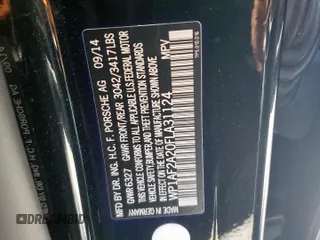 MFD BY DR. ING. H.C. F. PORSCHE AG
09/14
GVWR 6327 GAWR FRONT/REAR 3042/3417 LBS
THIS VEHICLE CONFORMS TO ALL APPLICABLE U.S. FEDERAL MOTOR
VEHICLE SAFETY, BUMPER, AND THEFT PREVENTION STANDARDS
IN EFFECT ON THE DATE OF MANUFACTURE SHOWN ABOVE
WP1AF2A20FLA31124 MPV
MADE IN GERMANY